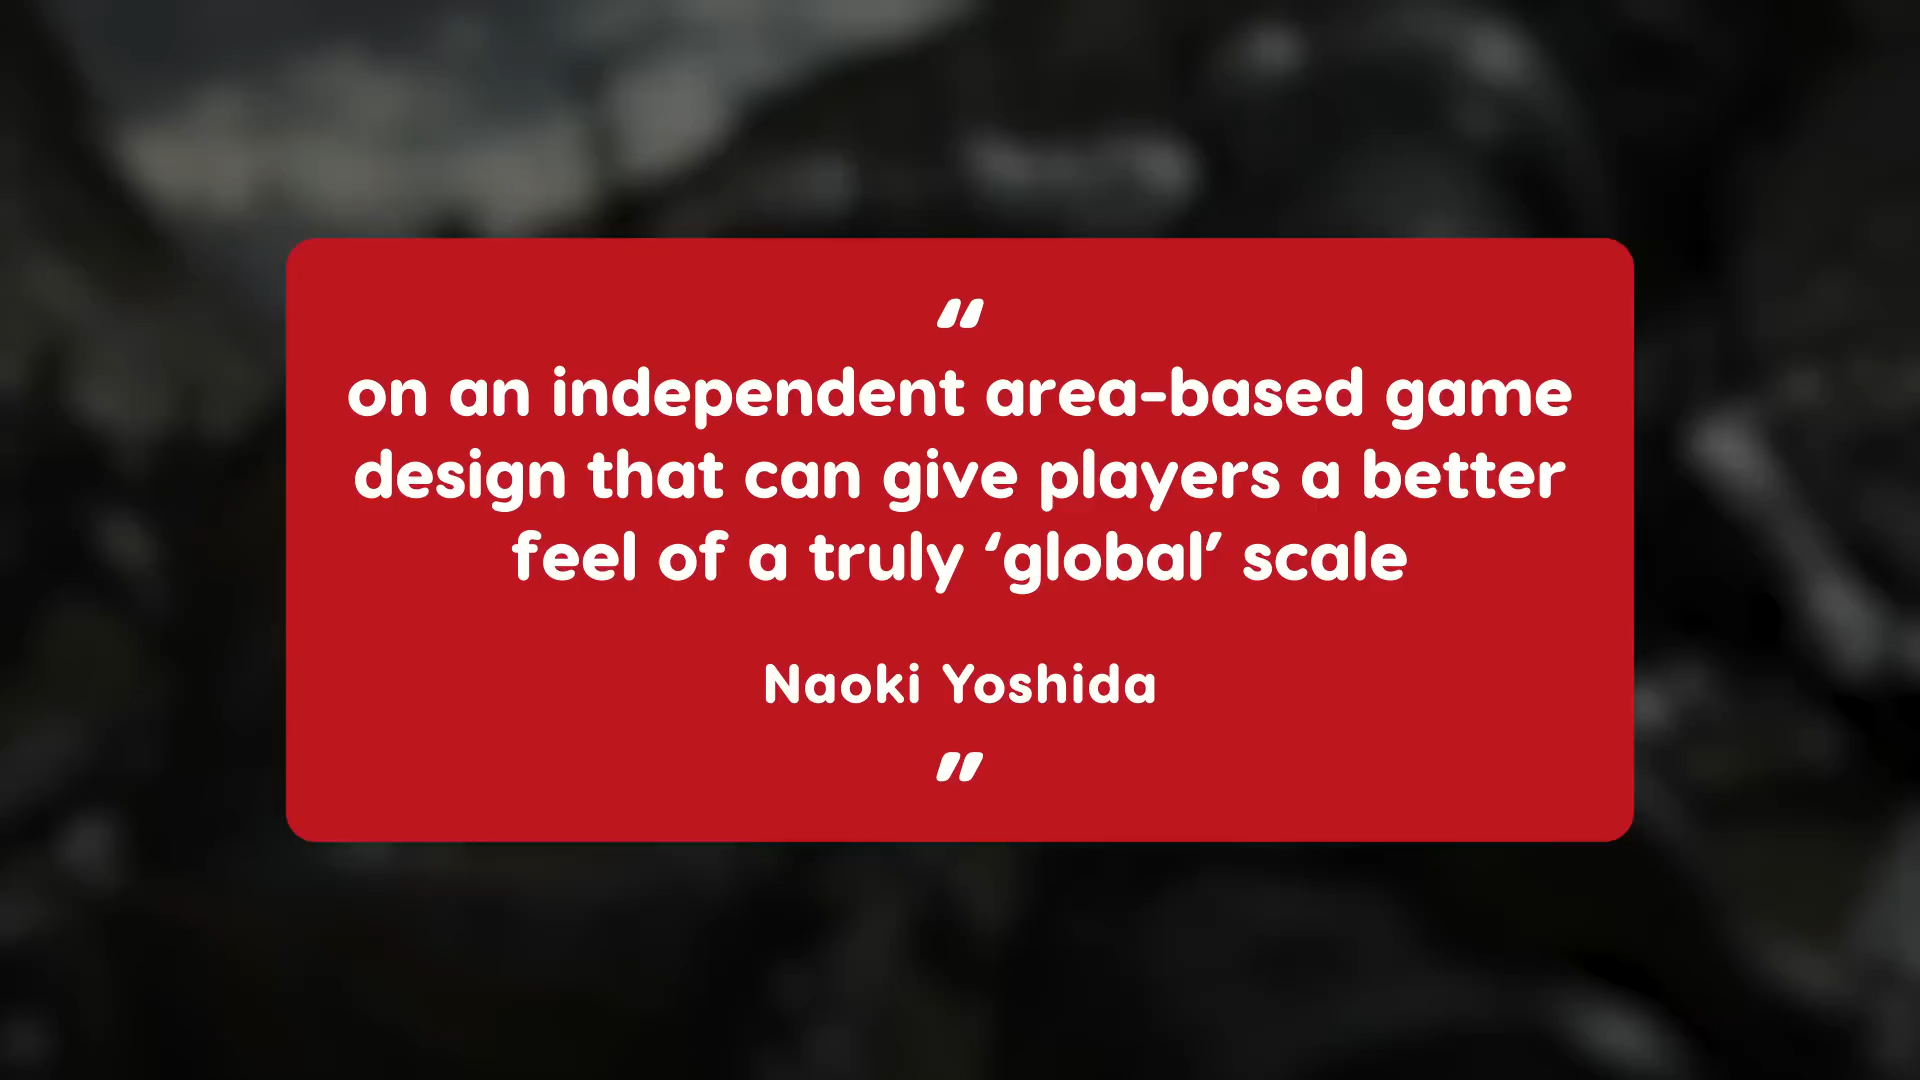 “
on an independent area-based game
design that can give players a better
feel of a truly ‘global’ scale
Naoki Yoshida
”